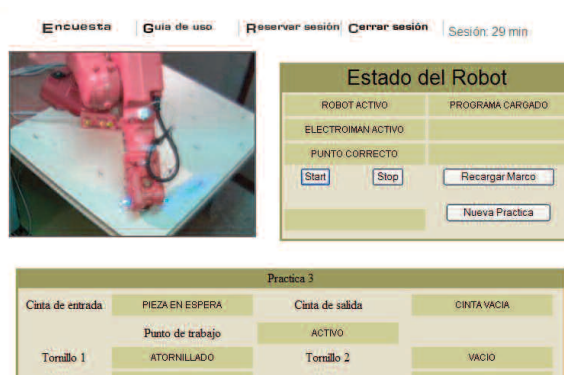 Encuesta Guia de uso Reservar sesión Cerrar sesión Sesión: 29 min
Estado del Robot
ROBOT ACTIVO PROGRAMA CARGADO
ELECTROIMAN ACTIVO
PUNTO CORRECTO
Start Stop Recargar Marco
Nueva Practica
Practica 3
Cinta de entrada PIEZA EN ESPERA Cinta de salida CINTA VACIA
Punto de trabajo ACTIVO
Tornillo 1 ATORNILLADO Tornillo 2 VACIO